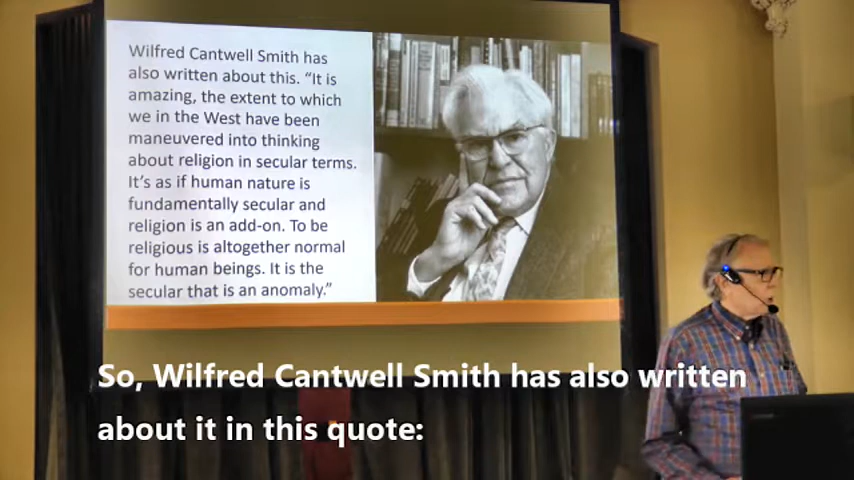 Wilfred Cantwell Smith has
also written about this. “It is
amazing, the extent to which
we in the West have been
maneuvered into thinking
about religion in secular terms.
It’s as if human nature is
fundamentally secular and
religion is an add-on. To be
religious is altogether normal
for human beings. It is the
secular that is an anomaly.”
So, Wilfred Cantwell Smith has also written
about it in this quote: